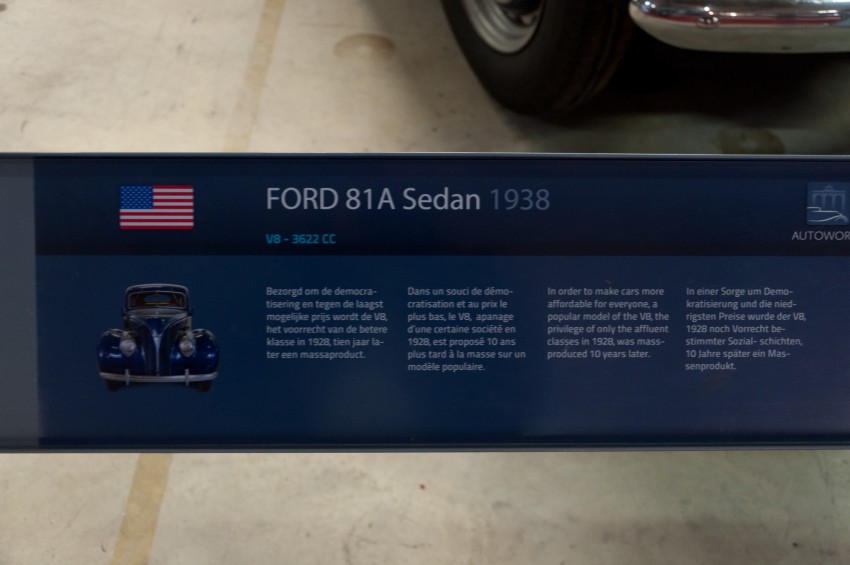 FORD 81A Sedan 1938
V8 - 3622 CC
AUTOWOR
Bezorgd om de democra-
tisering en tegen de laagst
mogelijke prijs wordt de V8,
het voorrecht van de betere
klasse in 1928, tien jaar la-
ter een massaproduct.
Dans un souci de démo-
cratisation et au prix le
plus bas, le V8, apanage
d'une certaine société en
1928, est proposé 10 ans
plus tard à la masse sur un
modèle populaire.
In order to make cars more
affordable for everyone, a
popular model of the V8, the
privilege of only the affluent
classes in 1928, was mass-
produced 10 years later.
In einer Sorge um Demo-
kratisierung und die nied-
rigsten Preise wurde der V8,
1928 noch Vorrecht be-
stimmter Sozial- schichten,
10 Jahre später ein Mas-
senprodukt.